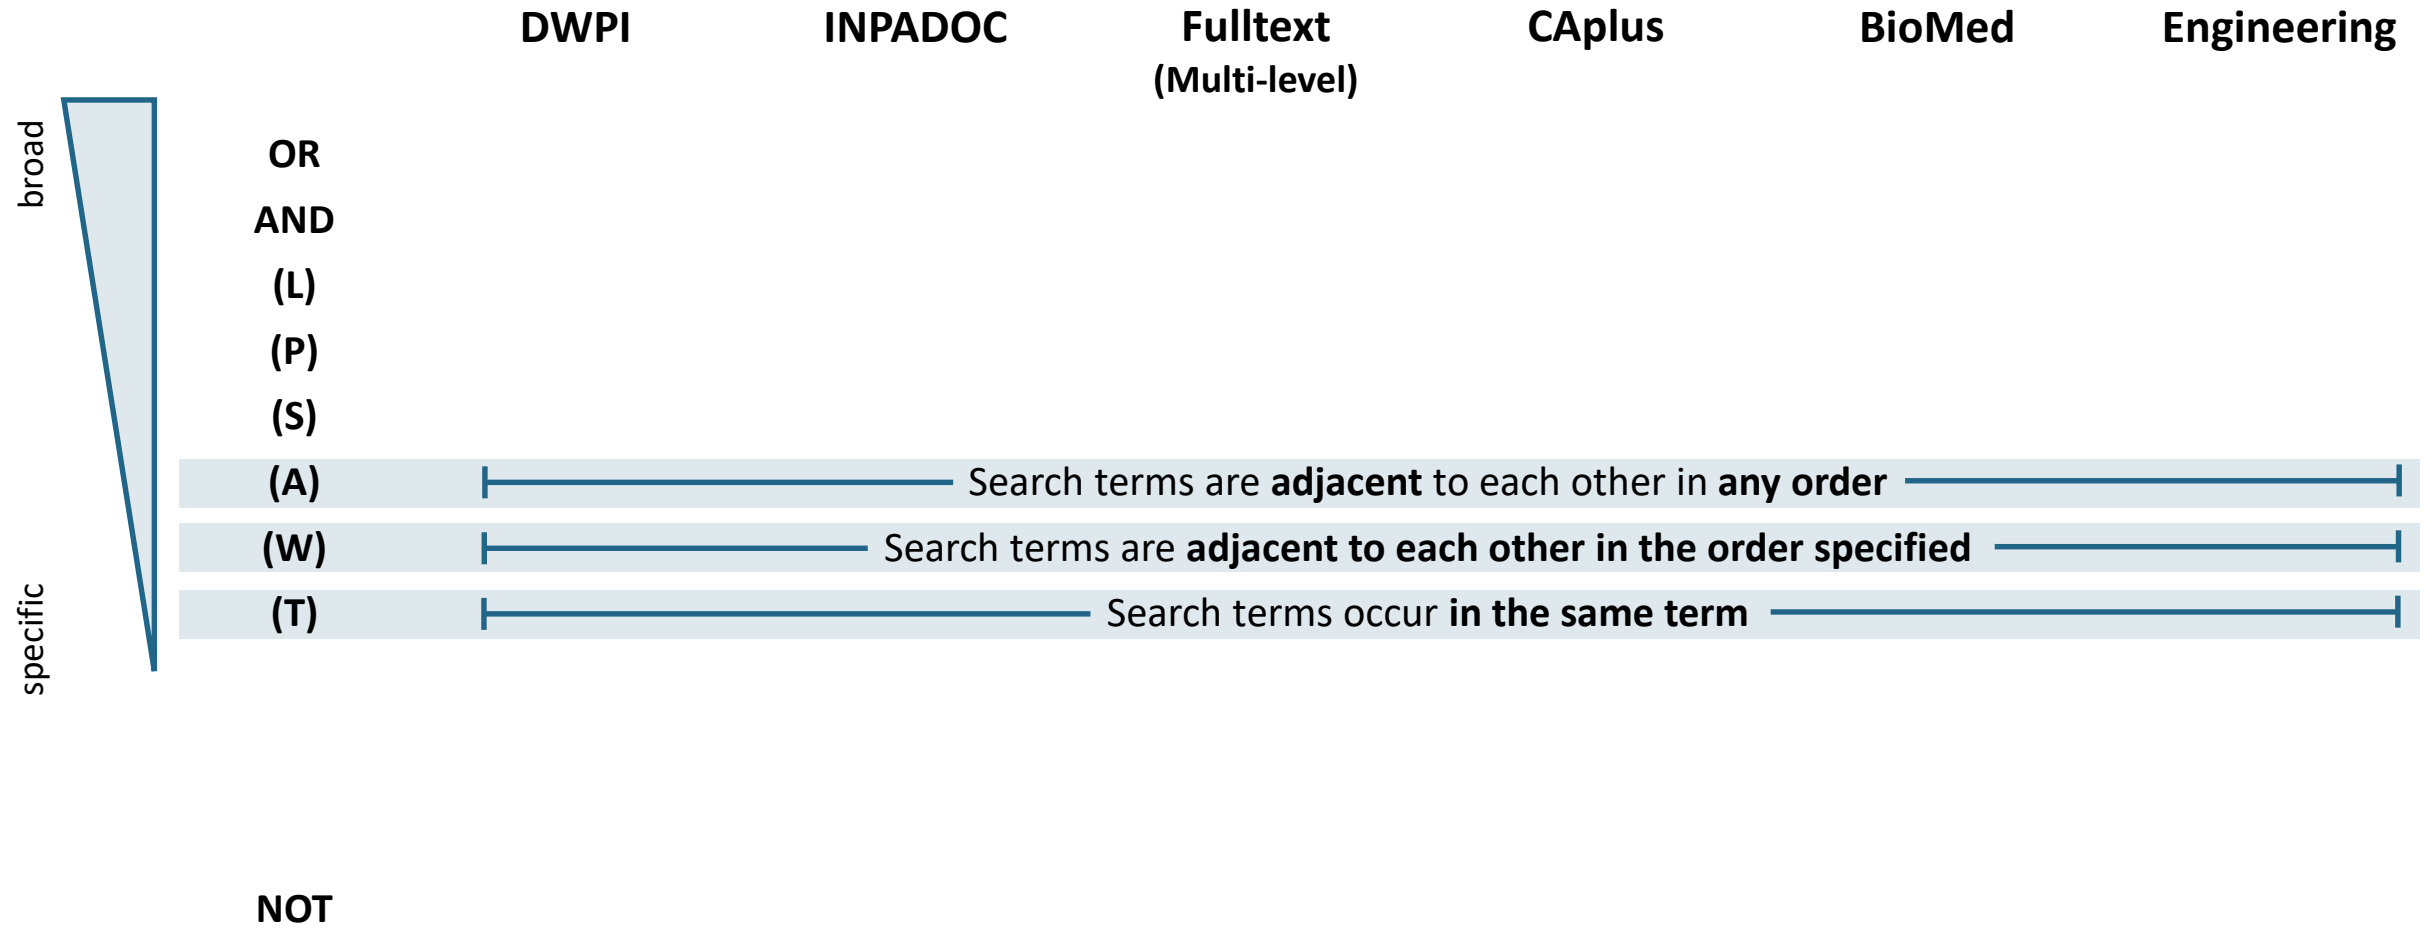 DWPI INPADOC Fulltext CAplus BioMed Engineering
(Multi-level)
broad
OR
AND
(L)
(P)
(S)
(A) Search terms are adjacent to each other in any order
(W) Search terms are adjacent to each other in the order specified
(T) Search terms occur in the same term
specific
NOT